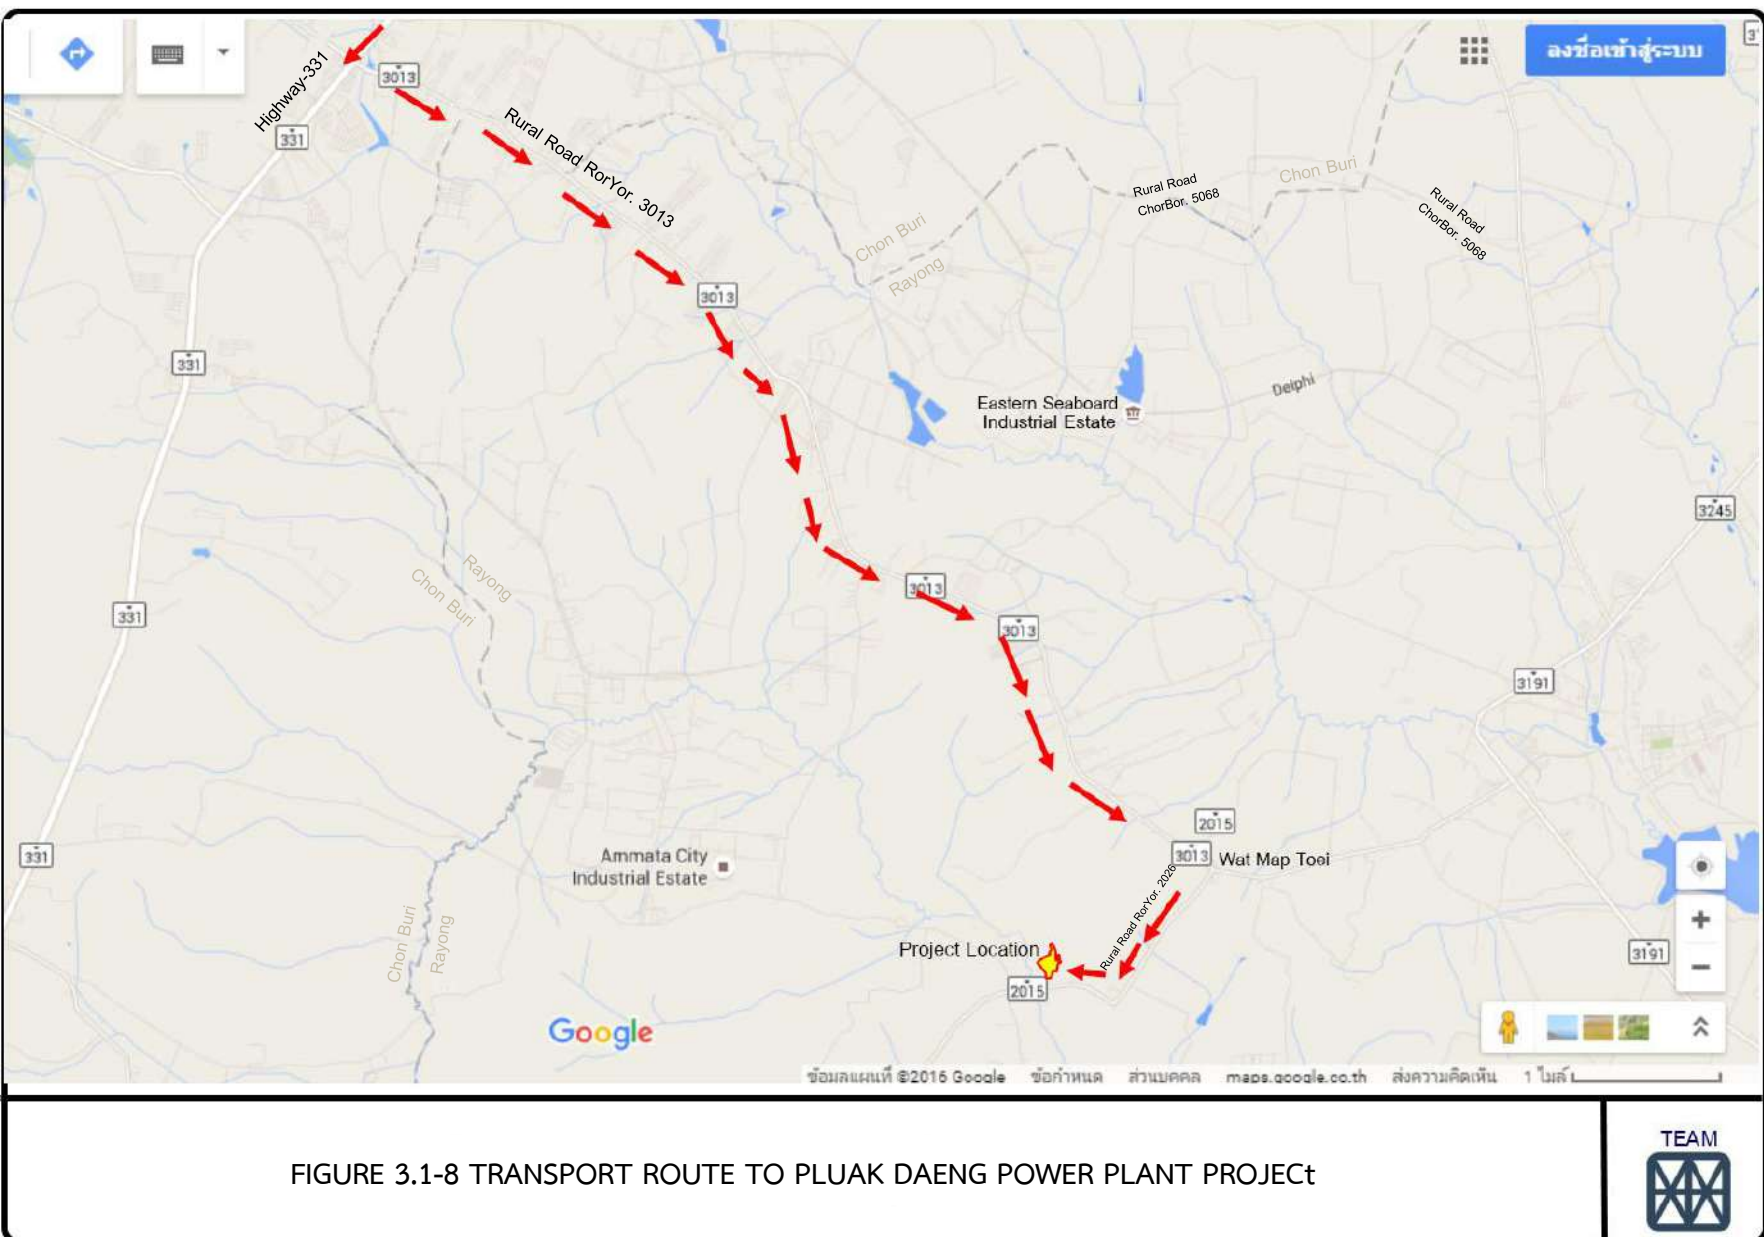 3013
Highway-331
331
Rural Road RorYor. 3013
ลงชื่อเข้าสู่ระบบ
Rural Road
ChorBor. 5068
Chon Buri
Rural Road
ChorBor. 5068
Chon Buri
Rayong
3013
331
Deiphi
Eastern Seaboard
Industrial Estate
3245
Rayong
Chon Buri
3013
331
3013
3191
2015
3013
Wat Map Toei
331
Ammata City
Industrial Estate
Rural Road RorYor. 2026
Chon Buri
Rayong
Project Location
2015
3191
Google
ข้อมูลแผนที่ ©2016 Google ข้อกำหนด ส่วนบุคคล maps.google.co.th ส่งความคิดเห็น 1 ไมล์
FIGURE 3.1-8 TRANSPORT ROUTE TO PLUAK DAENG POWER PLANT PROJECt
TEAM